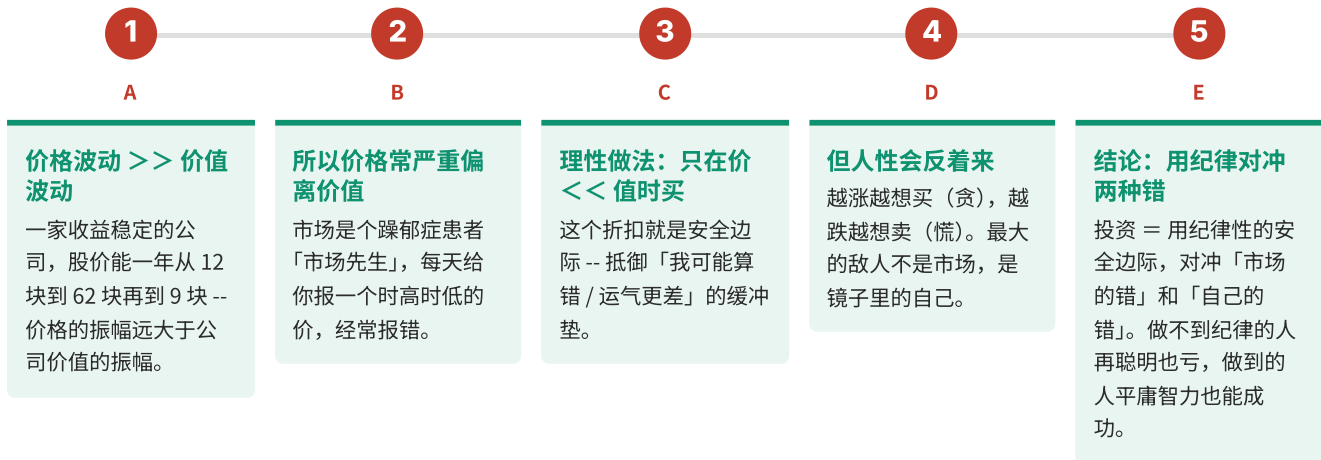 1
A
价格波动 >> 价值
波动
一家收益稳定的公
司，股价能一年从 12
块到 62 块再到 9 块 --
价格的振幅远大于公
司价值的振幅。
2
B
所以价格常严重偏
离价值
市场是个躁郁症患者
「市场先生」，每天给
你报一个时高时低的
价，经常报错。
3
C
理性做法：只在价
<< 值时买
这个折扣就是安全边
际 -- 抵御「我可能算
错 / 运气更差」的缓冲
垫。
4
D
但人性会反着来
越涨越想买（贪），越
跌越想卖（慌）。最大
的敌人不是市场，是
镜子里的自己。
5
E
结论：用纪律对冲
两种错
投资 ＝ 用纪律性的安
全边际，对冲「市场
的错」和「自己的
错」。做不到纪律的人
再聪明也亏，做到的
人平庸智力也能成
功。